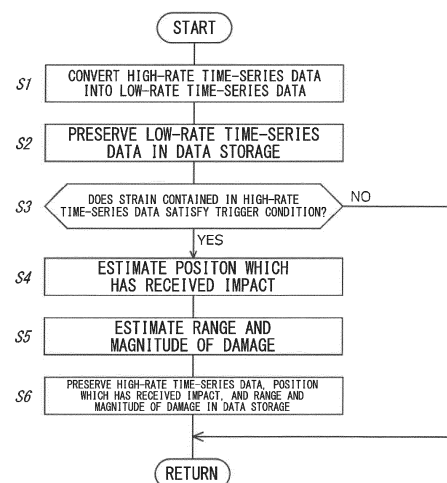 START
S1
CONVERT HIGH-RATE TIME-SERIES DATA
INTO LOW-RATE TIME-SERIES DATA
S2
PRESERVE LOW-RATE TIME-SERIES
DATA IN DATA STORAGE
S3
DOES STRAIN CONTAINED IN HIGH-RATE
TIME-SERIES DATA SATISFY TRIGGER CONDITION?
NO
YES
S4
ESTIMATE POSITON WHICH
HAS RECEIVED IMPACT
S5
ESTIMATE RANGE AND
MAGNITUDE OF DAMAGE
S6
PRESERVE HIGH-RATE TIME-SERIES DATA, POSITION
WHICH HAS RECEIVED IMPACT, AND RANGE AND
MAGNITUDE OF DAMAGE IN DATA STORAGE
RETURN